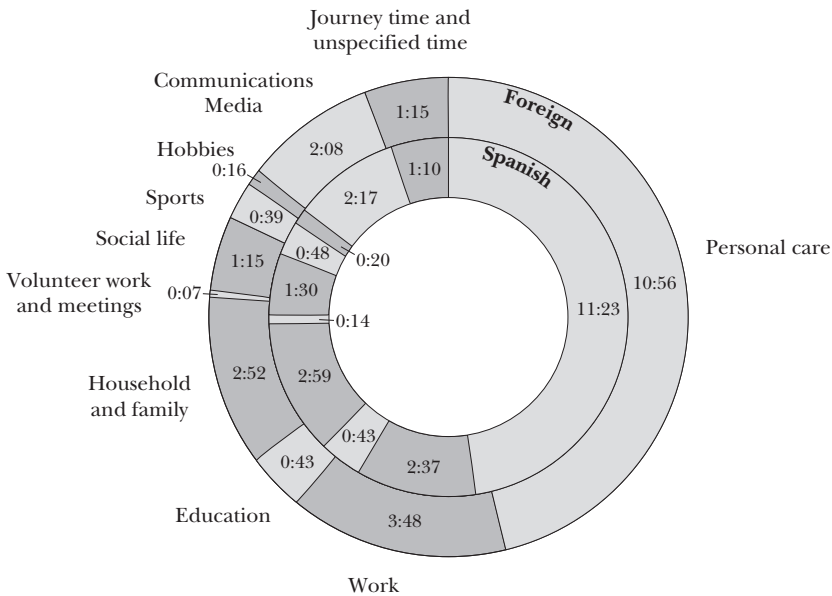 Journey time and
unspecified time
Communications
Media
Hobbies
Sports
Social life
Volunteer work
and meetings
Household
and family
Education
Work
Personal care
Foreign
Spanish
1:15
2:08
0:16
0:39
1:15
0:07
2:52
0:43
3:48
10:56
1:10
2:17
0:20
0:48
1:30
0:14
2:59
0:43
2:37
11:23